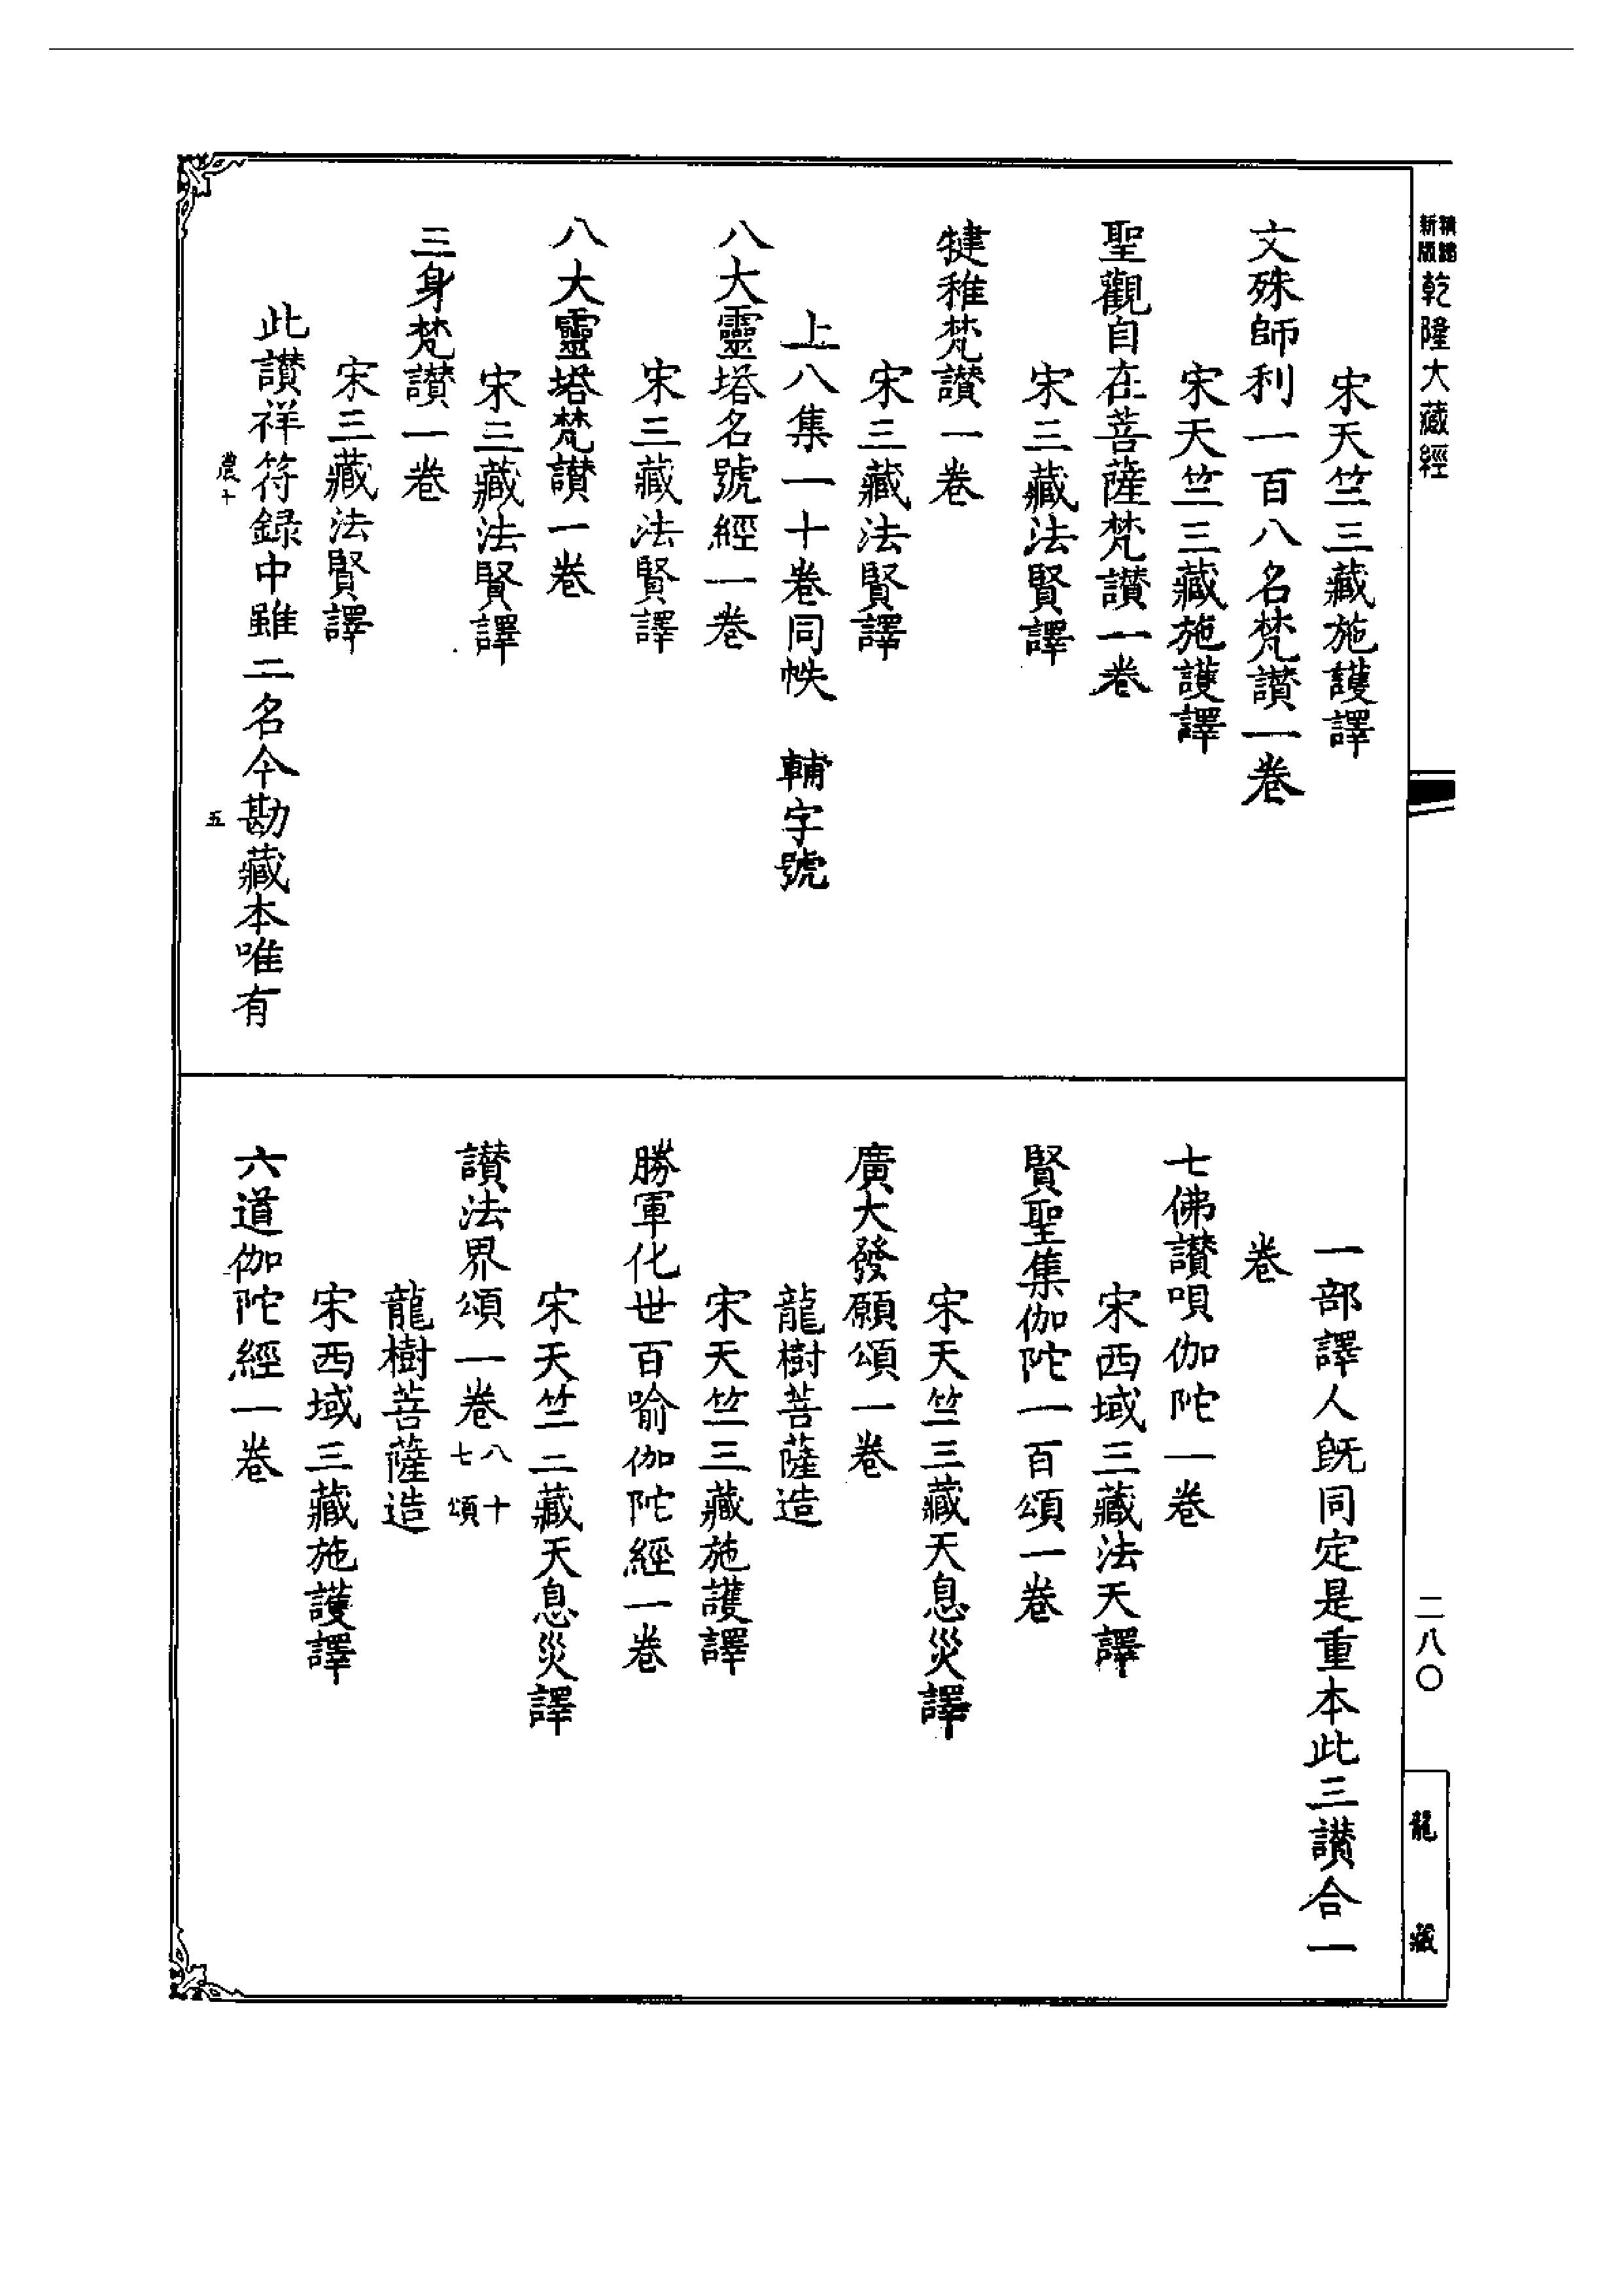 新版
精縮
乾隆大藏經
宋天竺三藏施護譯
文殊師利一百八名梵讚一卷
宋天竺三藏施護譯
聖觀自在菩薩梵讚一卷
宋三藏法賢譯
犍稚梵讚一卷
宋三藏法賢譯
上八集一十卷同帙　輔字號
八大靈塔名號經一卷
宋三藏法賢譯
八大靈塔梵讚一卷
宋三藏法賢譯
三身梵讚一卷
宋三藏法賢譯
此讚祥符録中雖二名今勘藏本唯有
農十
五
一部譯人既同定是重本此三讚合一
卷
七佛讚唄伽陀一卷
宋西域三藏法天譯
賢聖集伽陀一百頌一卷
宋天竺三藏天息災譯
廣大發願頌一卷
龍樹菩薩造
宋天竺三藏施護譯
勝軍化世百喻伽陀經一卷
宋天竺三藏天息災譯
讚法界頌一卷八十七頌
龍樹菩薩造
宋西域三藏施護譯
六道伽陀經一卷
二八〇
龍藏